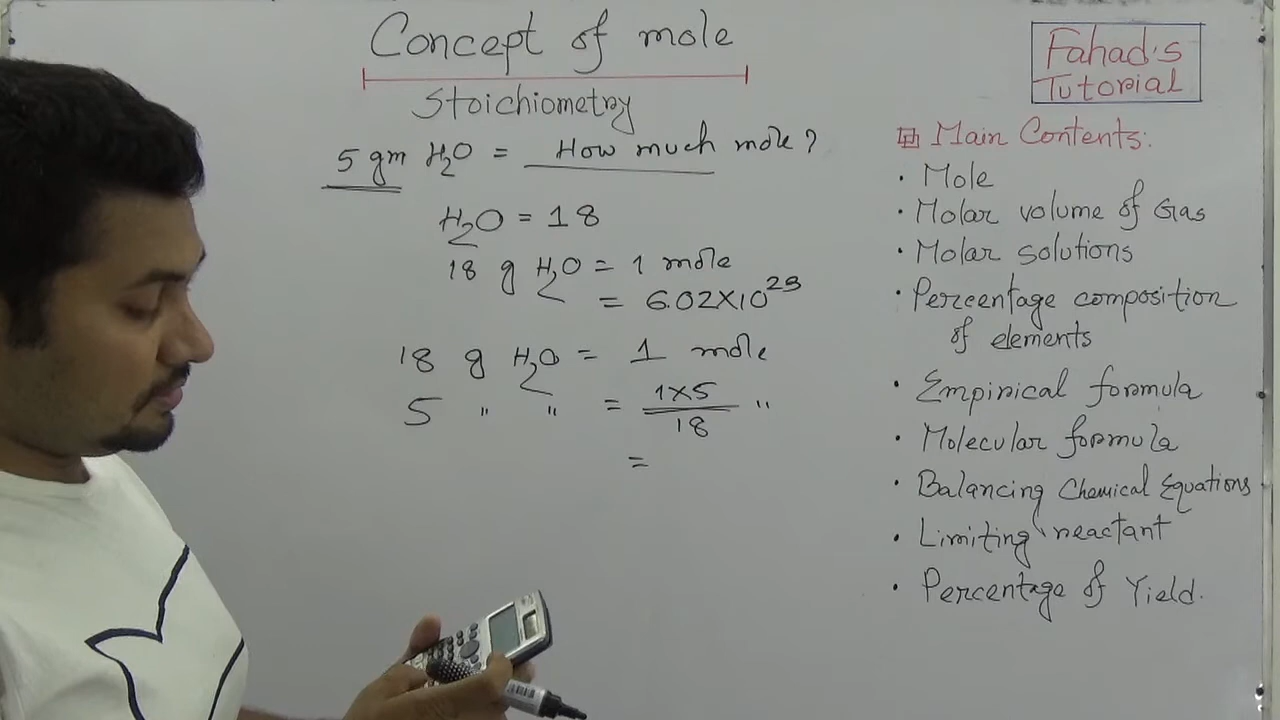 Concept of mole
Stoichiometry
5 gm H₂O = How much mole?
H₂O = 18
18 g H₂O = 1 mole
= 6.02X10²³
18 g H₂O = 1 mole
5 " " = 1X5/18 "
=
Fahad's
Tutorial
Main Contents:
• Mole
• Molar volume of Gas
• Molar solutions
• Percentage composition
of elements
• Empirical formula
• Molecular formula
• Balancing Chemical Equations
• Limiting reactant
• Percentage of Yield.